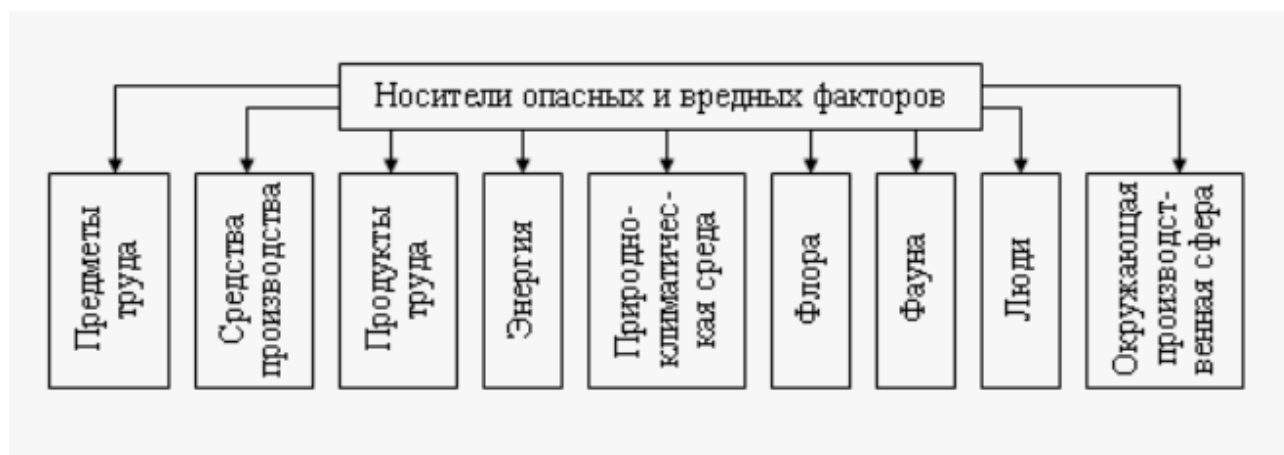 Носители опасных и вредных факторов
Предметы
труда
Средства
производства
Продукты
труда
Энергия
Природно-
климатичес-
кая среда
Флора
Фауна
Люди
Окружающая
производст-
венная сфера